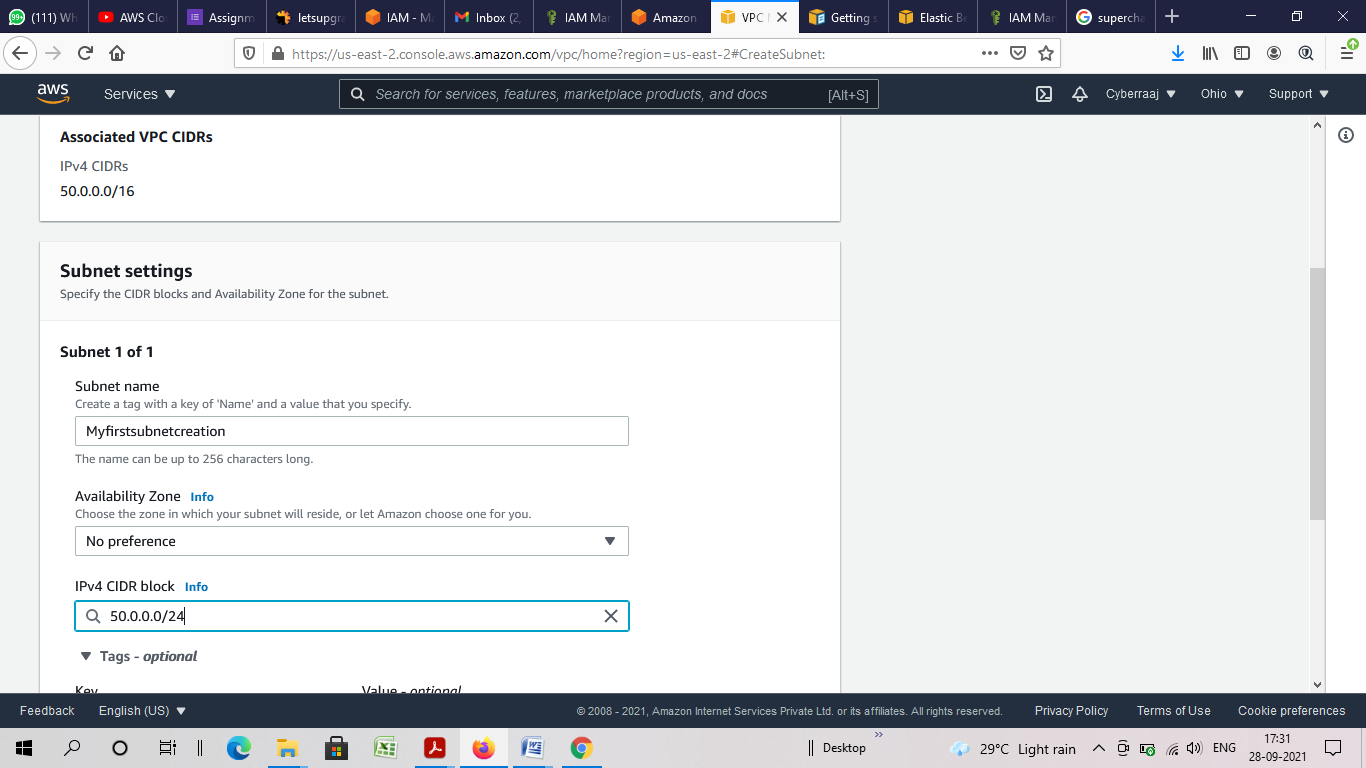 (111) Wh
AWS Clo
Assignm
letsupgra
IAM - Ma
Inbox (2,
IAM Man
Amazon
VPC M
Getting s
Elastic Be
IAM Man
supercha
https://us-east-2.console.aws.amazon.com/vpc/home?region=us-east-2#CreateSubnet:
aws
Services
Search for services, features, marketplace products, and docs [Alt+S]
Cyberraaj
Ohio
Support
Associated VPC CIDRs
IPv4 CIDRs
50.0.0.0/16
Subnet settings
Specify the CIDR blocks and Availability Zone for the subnet.
Subnet 1 of 1
Subnet name
Create a tag with a key of 'Name' and a value that you specify.
Myfirstsubnetcreation
The name can be up to 256 characters long.
Availability Zone Info
Choose the zone in which your subnet will reside, or let Amazon choose one for you.
No preference
IPv4 CIDR block Info
50.0.0.0/24
Tags - optional
Key Value - optional
Feedback English (US) © 2008 - 2021, Amazon Internet Services Private Ltd. or its affiliates. All rights reserved. Privacy Policy Terms of Use Cookie preferences
Desktop
29°C Light rain
ENG
17:31
28-09-2021